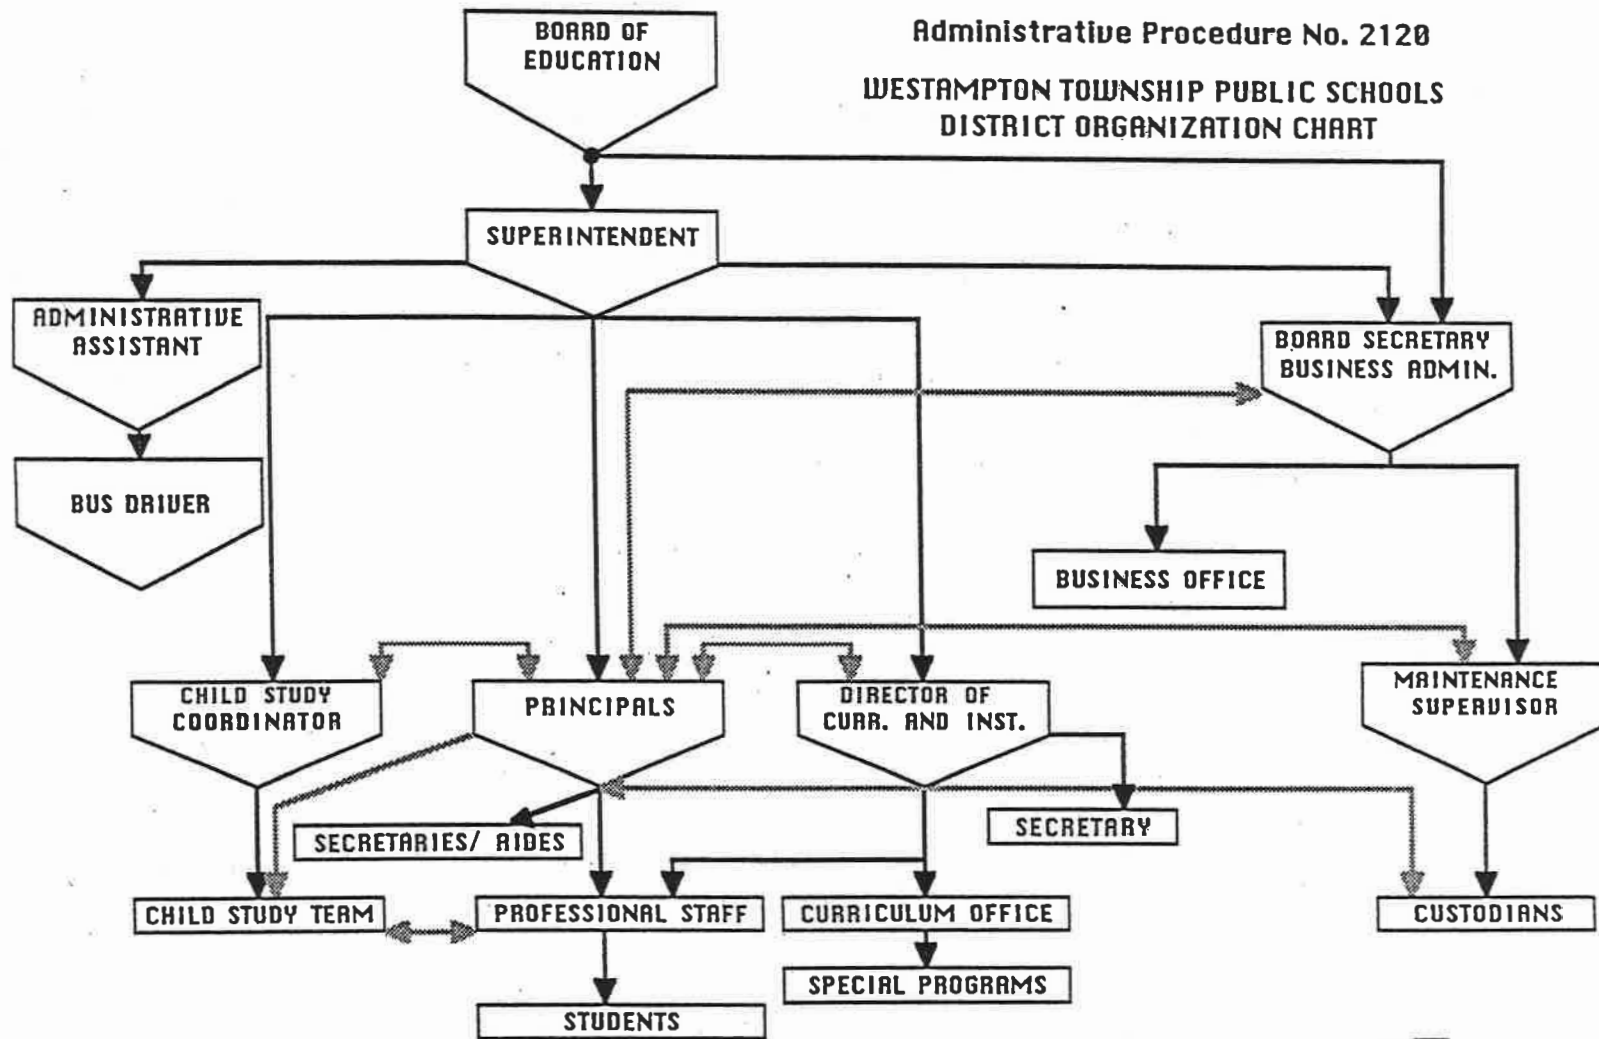 Administrative Procedure No. 2120
WESTAMPTON TOWNSHIP PUBLIC SCHOOLS
DISTRICT ORGANIZATION CHART
BOARD OF
EDUCATION
SUPERINTENDENT
ADMINISTRATIVE
ASSISTANT
BOARD SECRETARY
BUSINESS ADMIN.
BUS DRIVER
BUSINESS OFFICE
CHILD STUDY
COORDINATOR
PRINCIPALS
DIRECTOR OF
CURR. AND INST.
MAINTENANCE
SUPERVISOR
SECRETARIES/ AIDES
SECRETARY
CHILD STUDY TERM
PROFESSIONAL STAFF
CURRICULUM OFFICE
CUSTODIANS
SPECIAL PROGRAMS
STUDENTS